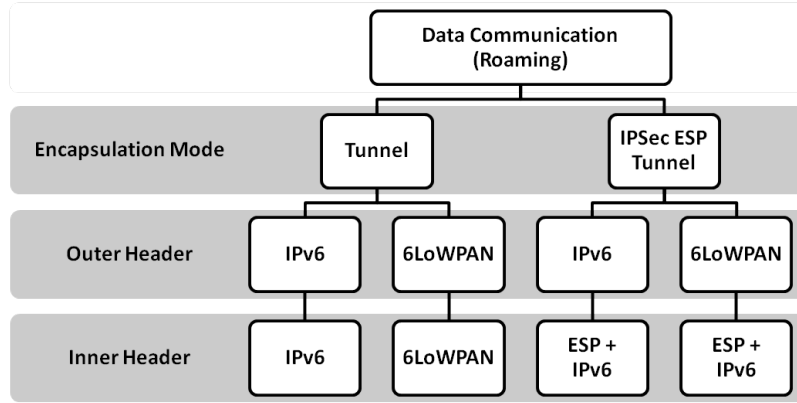 Data Communication
(Roaming)
Encapsulation Mode
Tunnel
IPSec ESP
Tunnel
Outer Header
IPv6
6LoWPAN
IPv6
6LoWPAN
Inner Header
IPv6
6LoWPAN
ESP +
IPv6
ESP +
IPv6